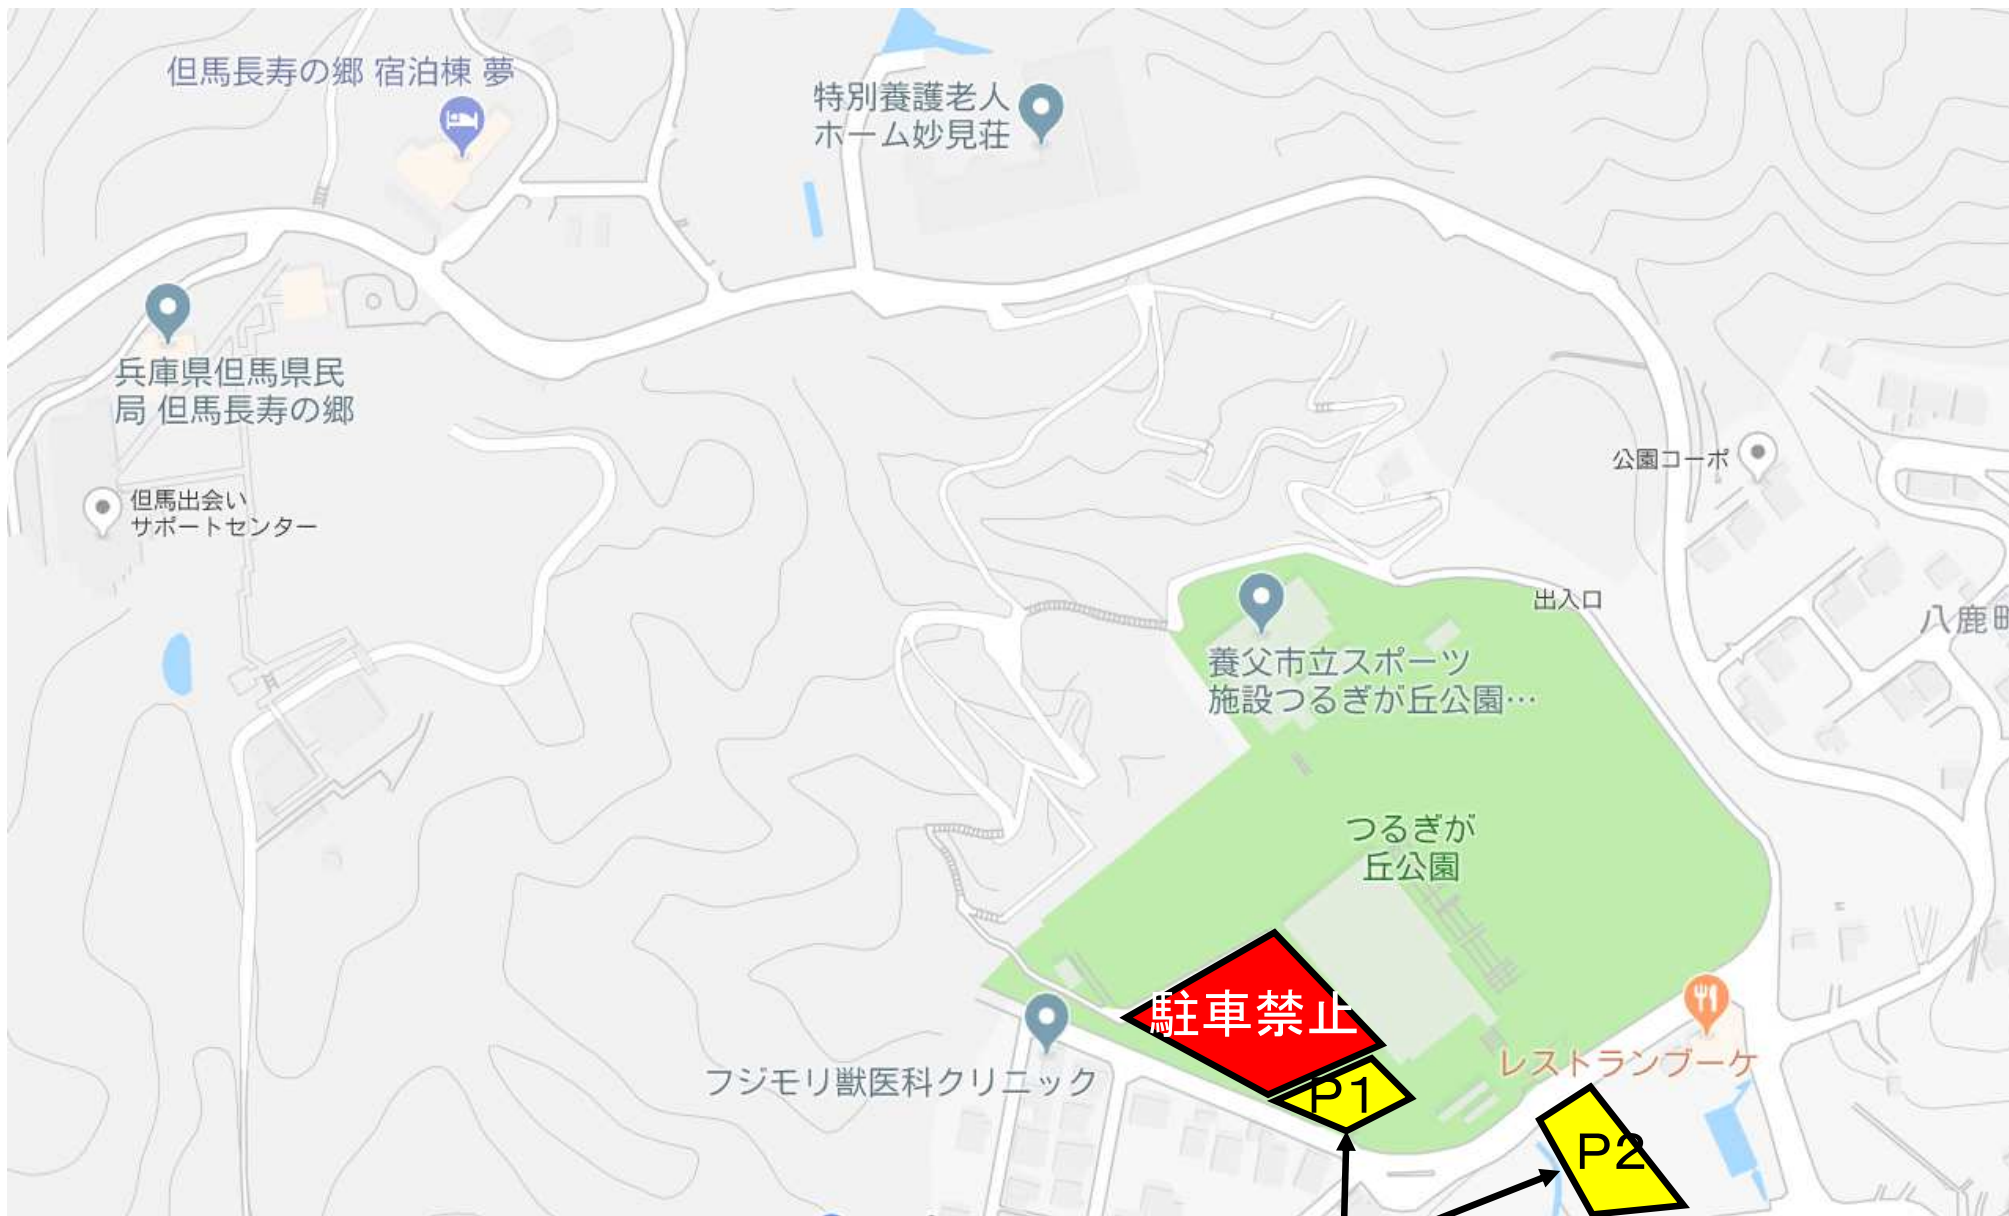 但馬長寿の郷 宿泊棟 夢
特別養護老人
ホーム妙見荘
兵庫県但馬県民
局 但馬長寿の郷
但馬出会い
サポートセンター
公園コーポ
出入口
八鹿町
養父市立スポーツ
施設つるぎが丘公園…
つるぎが
丘公園
駐車禁止
フジモリ獣医科クリニック
P1
レストランブーケ
P2